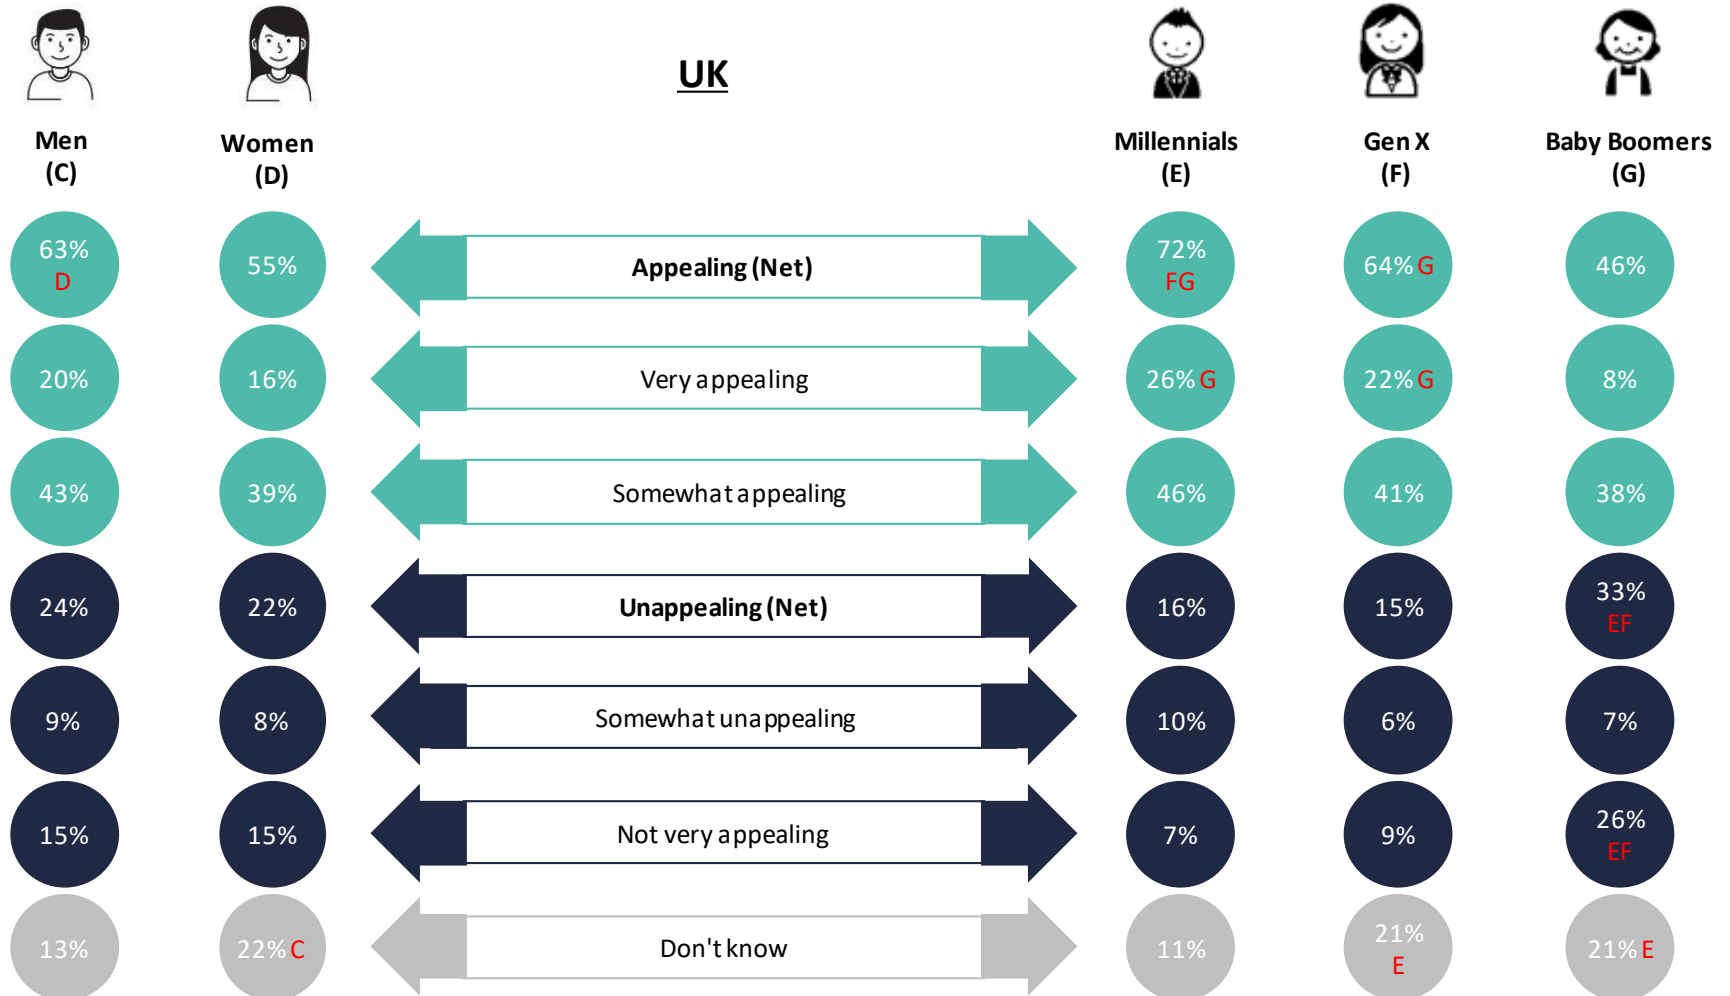 UK
Men
(C)
Women
(D)
Millennials
(E)
Gen X
(F)
Baby Boomers
(G)
63%
D
55%
Appealing (Net)
72%
FG
64% G
46%
20%
16%
Very appealing
26% G
22% G
8%
43%
39%
Somewhat appealing
46%
41%
38%
24%
22%
Unappealing (Net)
16%
15%
33%
EF
9%
8%
Somewhat unappealing
10%
6%
7%
15%
15%
Not very appealing
7%
9%
26%
EF
13%
22% C
Don't know
11%
21%
E
21% E